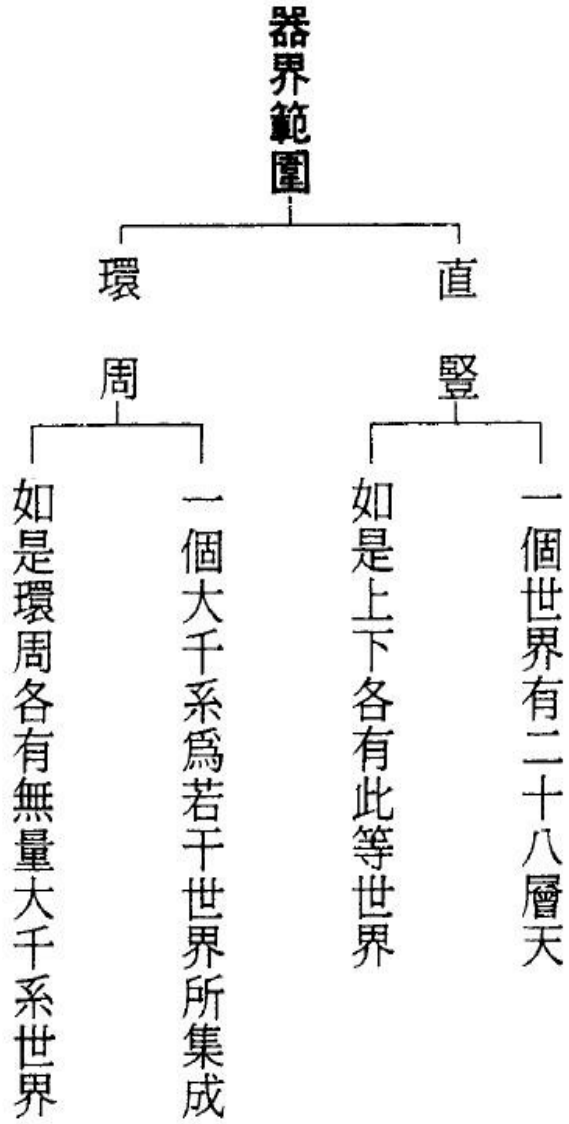 器界範圍
直豎
一個世界有二十八層天
如是上下各有此等世界
環周
一個大千系爲若干世界所集成
如是環周各有無量大千系世界